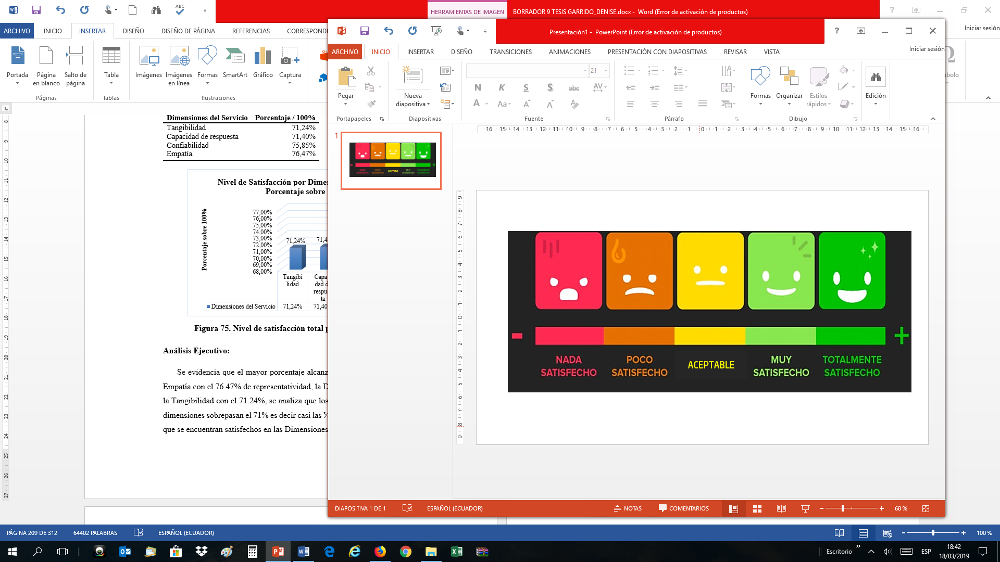 HERRAMIENTAS DE IMAGEN
BORRADOR 9 TESIS GARRIDO_DENISE.docx - Word (Error de activación de productos)
ARCHIVO INICIO INSERTAR DISEÑO DISEÑO DE PÁGINA REFERENCIAS CORRESPONDE
Iniciar sesión
Portada
Página en blanco
Salto de página
Tabla
Imágenes
Imágenes en línea
Formas
SmartArt
Gráfico
Captura
Páginas
Tablas
Ilustraciones
Dimensiones del Servicio Porcentaje / 100%
Tangibilidad 71,24%
Capacidad de respuesta 71,40%
Confíabilidad 75,85%
Empatía 76,47%
Nivel de Satisfacción por Dime
Porcentaje sobre
Porcentaje sobre 100%
77,00%
76,00%
75,00%
74,00%
73,00%
72,00%
71,00%
70,00%
69,00%
68,00%
71,24%
71,4
Tangibi
lidad
Capa
dad d
respu
ta
Dimensiones del Servicio 71,24% 71,40
Figura 75. Nivel de satisfacción total p
Análisis Ejecutivo:
Se evidencia que el mayor porcentaje alcanz
Empatía con el 76.47% de representatividad, la D
la Tangibilidad con el 71.24%, se analiza que los
dimensiones sobrepasan el 71% es decir casi las ¾
que se encuentran satisfechos en las Dimensiones
PÁGINA 209 DE 312 64402 PALABRAS ESPAÑOL (ECUADOR)
100 %
Presentación1 - PowerPoint (Error de activación de productos)
ARCHIVO INICIO INSERTAR DISEÑO TRANSICIONES ANIMACIONES PRESENTACIÓN CON DIAPOSITIVAS REVISAR VISTA
Iniciar sesión
Pegar
Nueva diapositiva
21
N K S S abc AV
A Aa A A
Formas
Organizar
Estilos rápidos
Edición
Portapapeles
Diapositivas
Fuente
Párrafo
Dibujo
1
NADA
SATISFECHO
POCO
SATISFECHO
ACEPTABLE
MUY
SATISFECHO
TOTALMENTE
SATISFECHO
DIAPOSITIVA 1 DE 1 ESPAÑOL (ECUADOR) NOTAS COMENTARIOS 68 %
Escritorio
ESP
18:42
18/03/2019